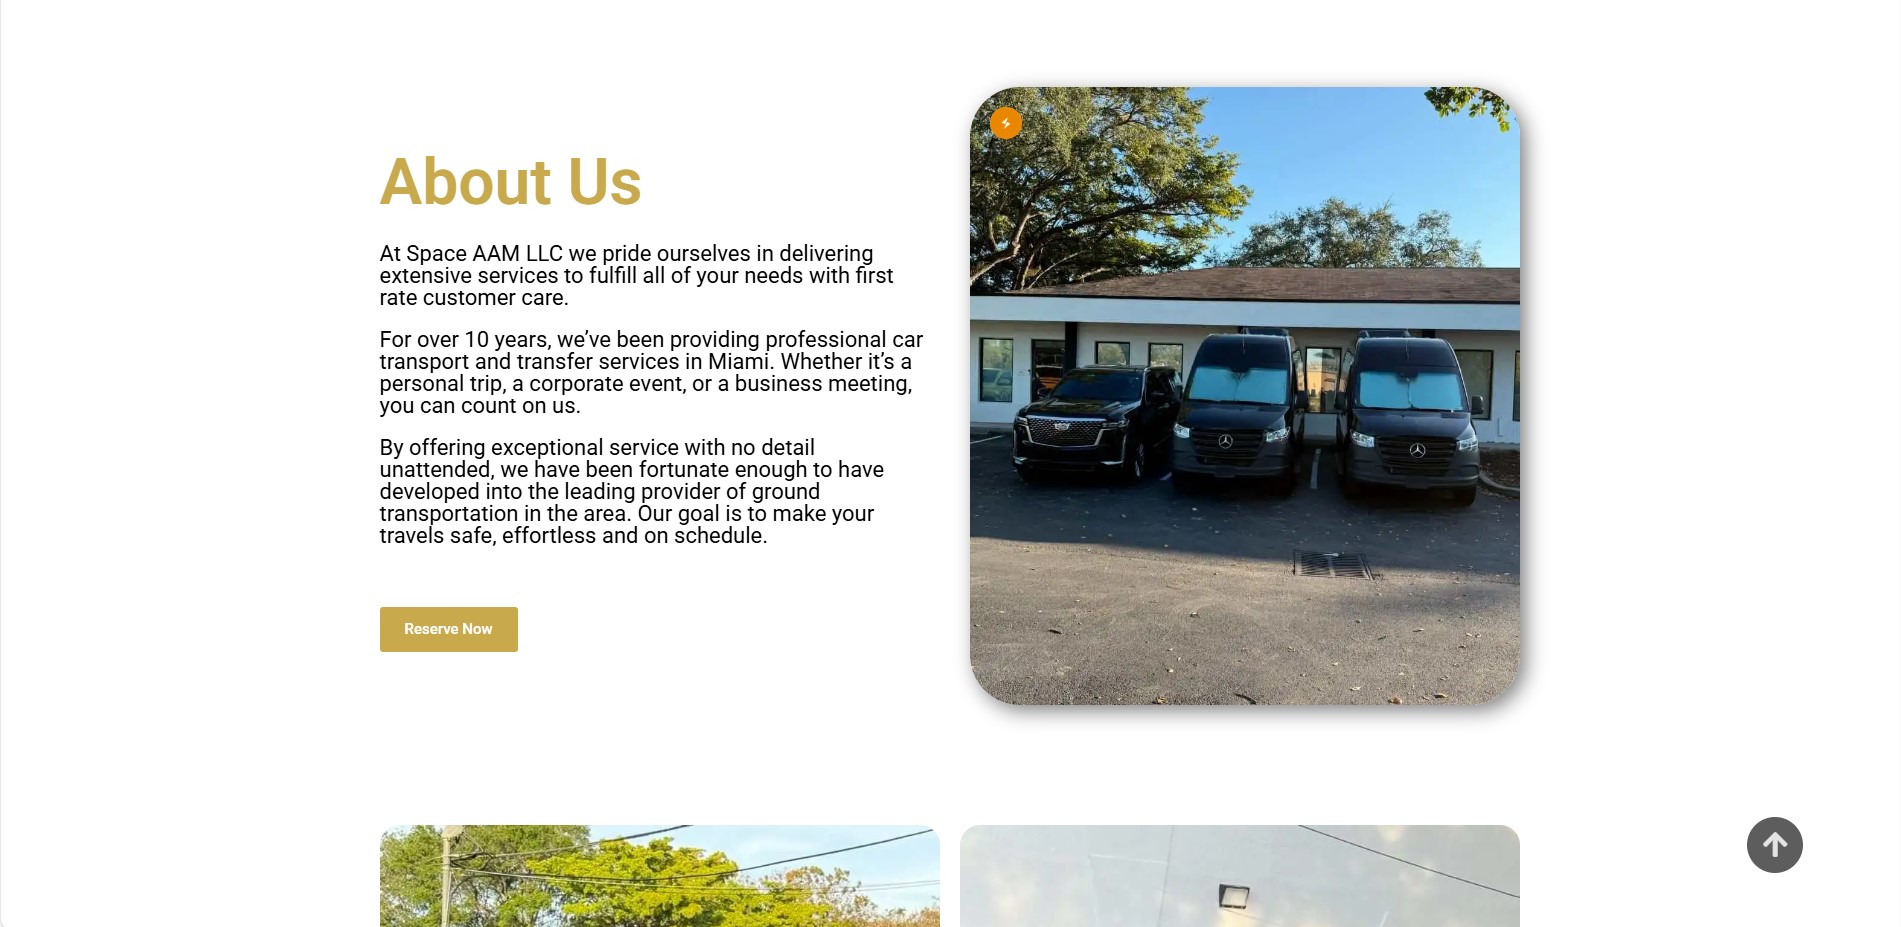 About Us
At Space AAM LLC we pride ourselves in delivering
extensive services to fulfill all of your needs with first
rate customer care.
For over 10 years, we’ve been providing professional car
transport and transfer services in Miami. Whether it’s a
personal trip, a corporate event, or a business meeting,
you can count on us.
By offering exceptional service with no detail
unattended, we have been fortunate enough to have
developed into the leading provider of ground
transportation in the area. Our goal is to make your
travels safe, effortless and on schedule.
Reserve Now